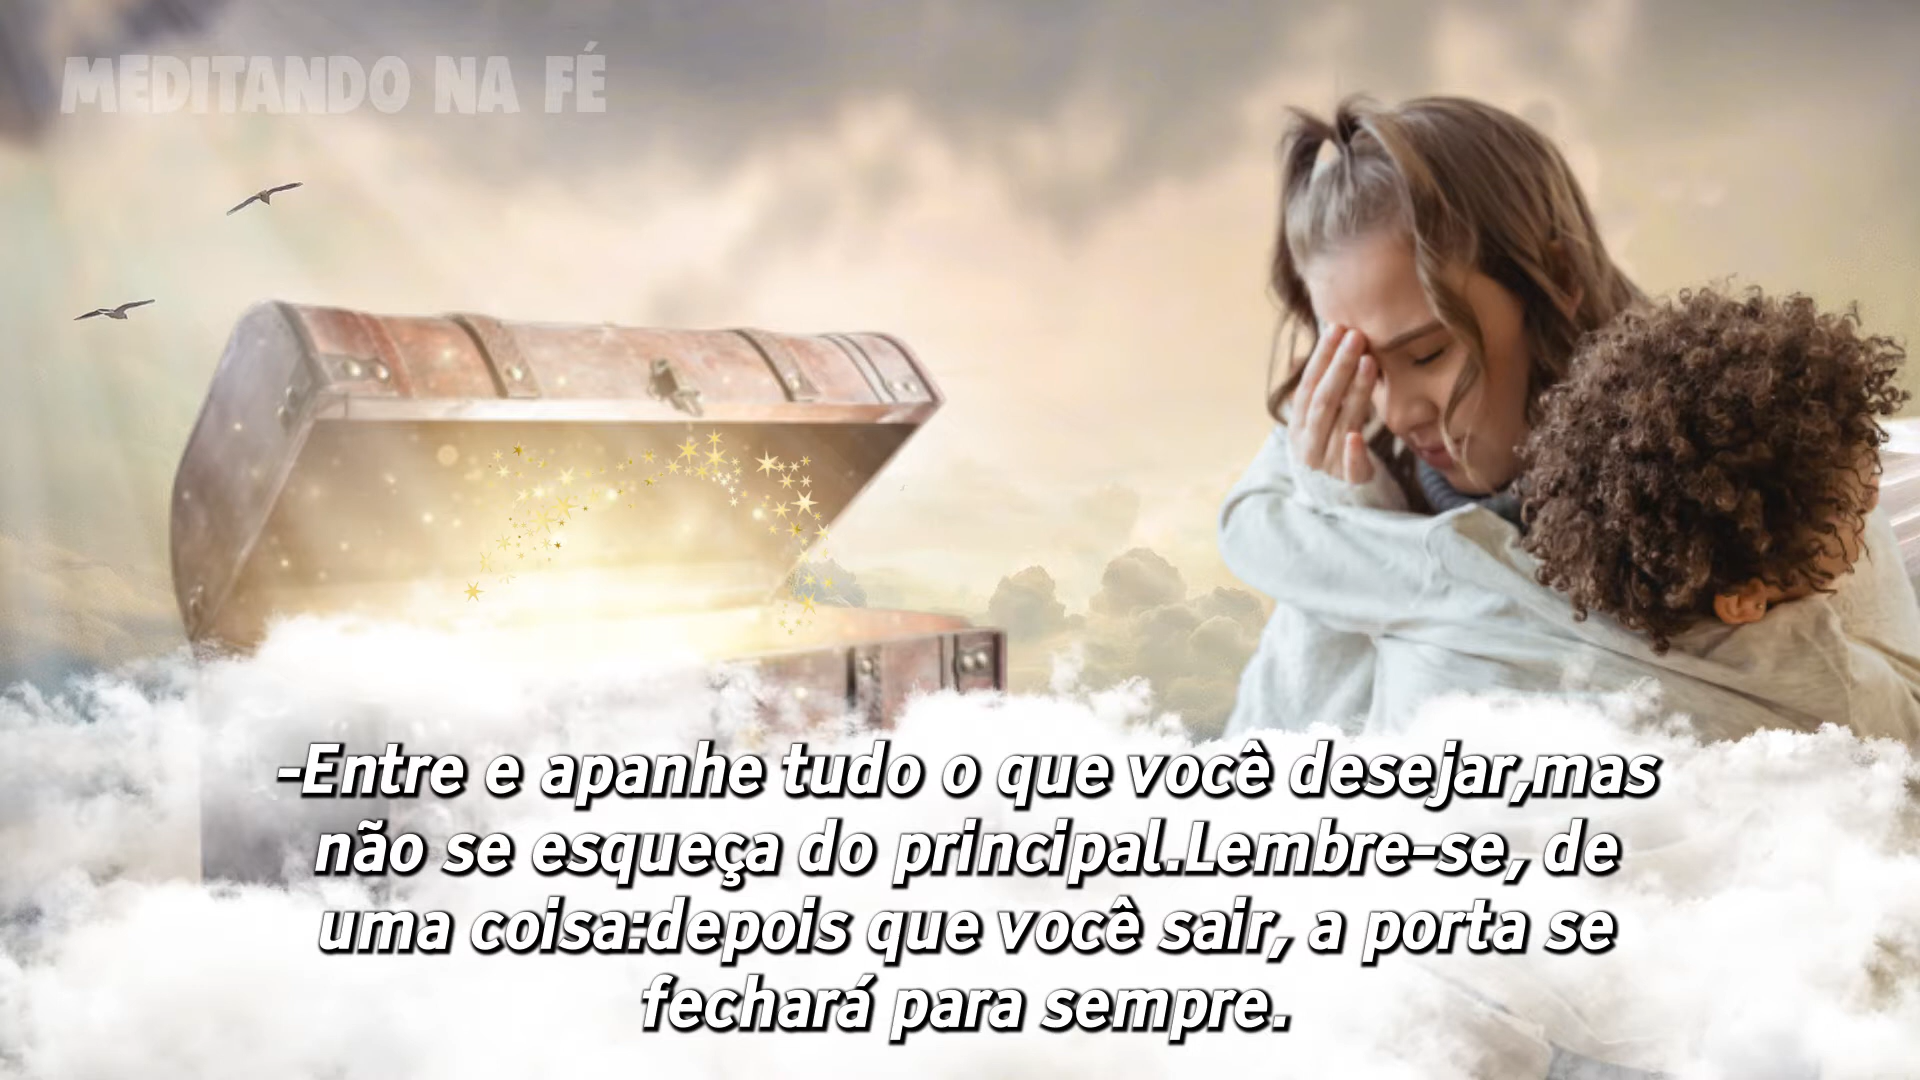 MEDITANDO NA FÉ
-Entre e apanhe tudo o que você desejar,mas
não se esqueça do principal.Lembre-se, de
uma coisa:depois que você sair, a porta se
fechará para sempre.